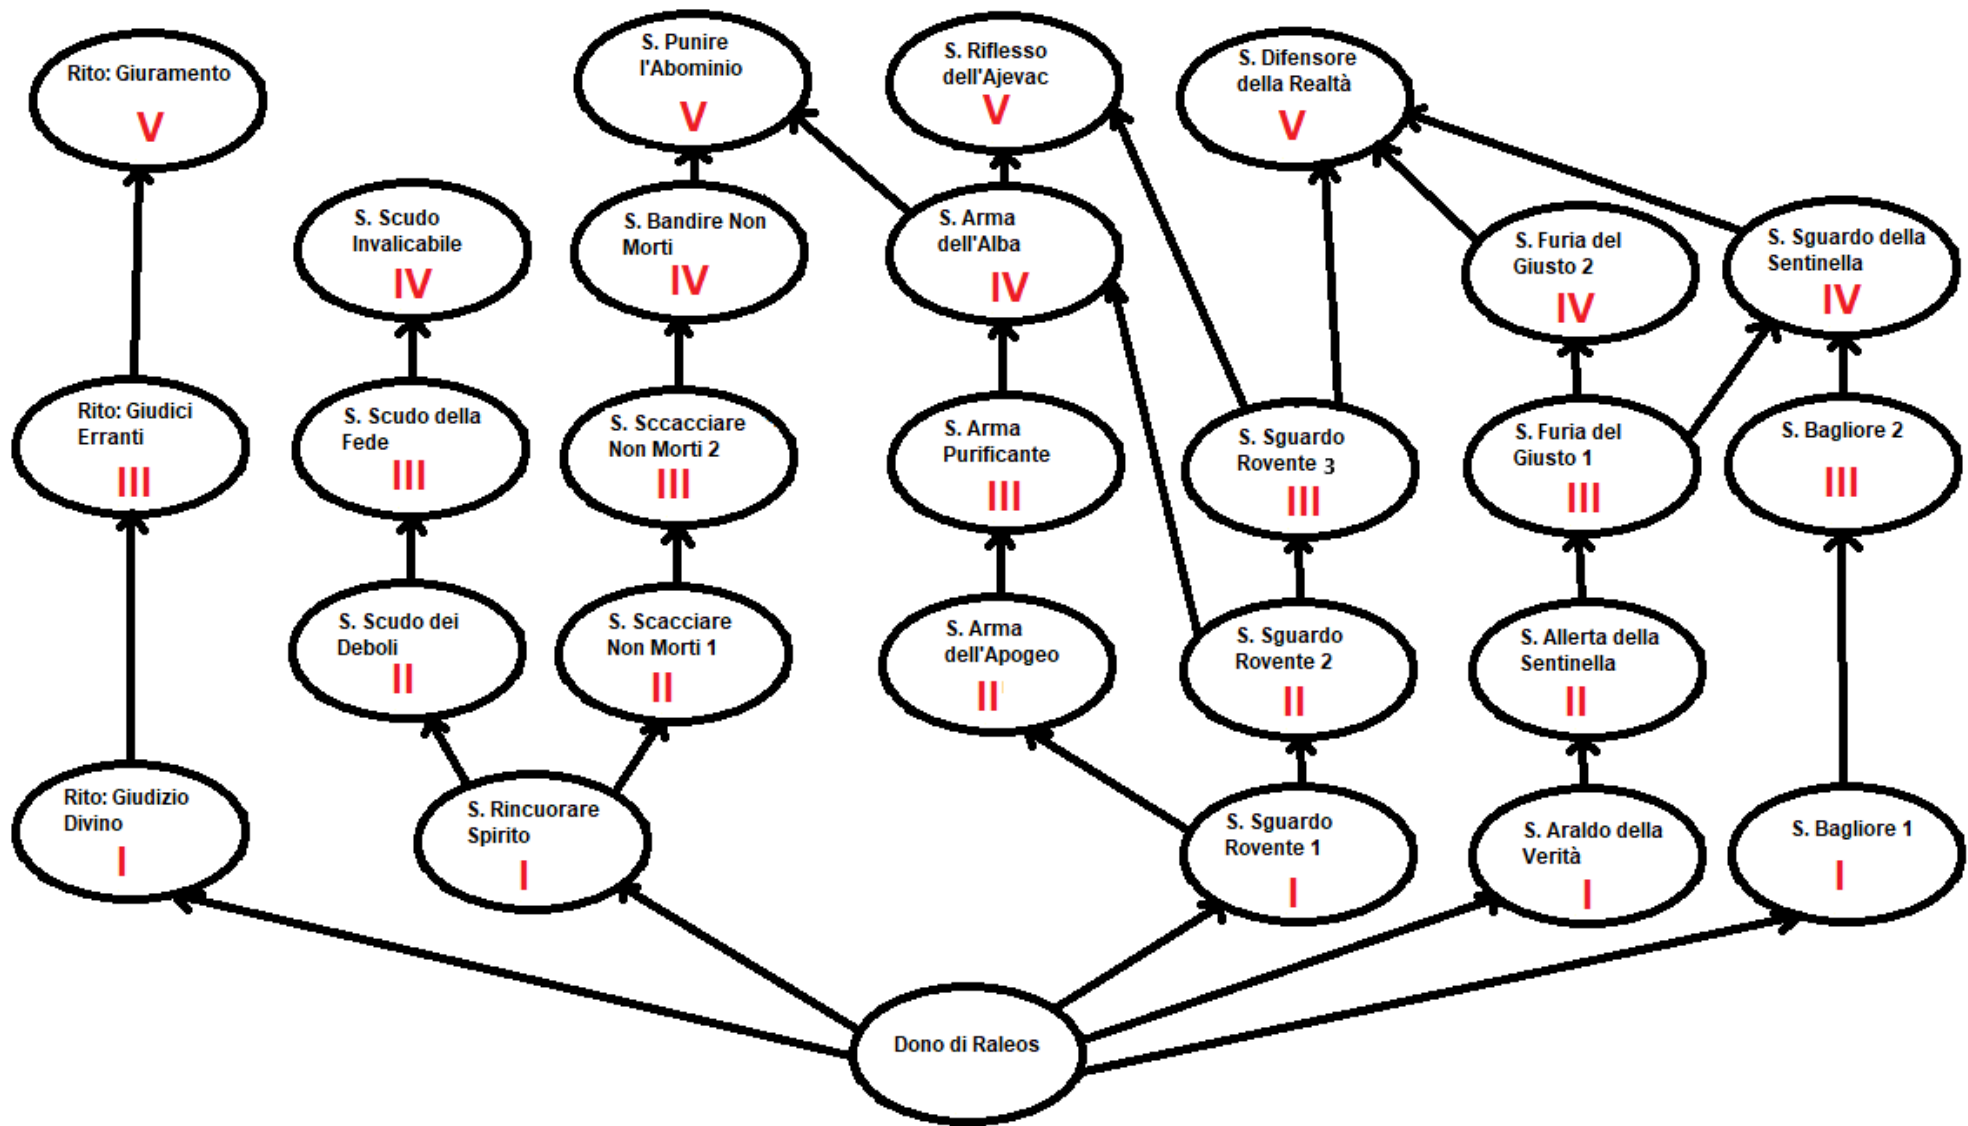 Rito: Giuramento
V
S. Punire
l'Abominio
V
S. Riflesso
dell'Ajevac
V
S. Difensore
della Realtà
V
S. Scudo
Invalicabile
IV
S. Bandire Non
Morti
IV
S. Arma
dell'Alba
IV
S. Furia del
Giusto 2
IV
S. Sguardo della
Sentinella
IV
Rito: Giudici
Erranti
III
S. Scudo della
Fede
III
S. Sccacciare
Non Morti 2
III
S. Arma
Purificante
III
S. Sguardo
Rovente 3
III
S. Furia del
Giusto 1
III
S. Bagliore 2
III
S. Scudo dei
Deboli
II
S. Scacciare
Non Morti 1
II
S. Arma
dell'Apogeo
II
S. Sguardo
Rovente 2
II
S. Allerta della
Sentinella
II
Rito: Giudizio
Divino
I
S. Rincuorare
Spirito
I
S. Sguardo
Rovente 1
I
S. Araldo della
Verità
I
S. Bagliore 1
I
Dono di Raleos